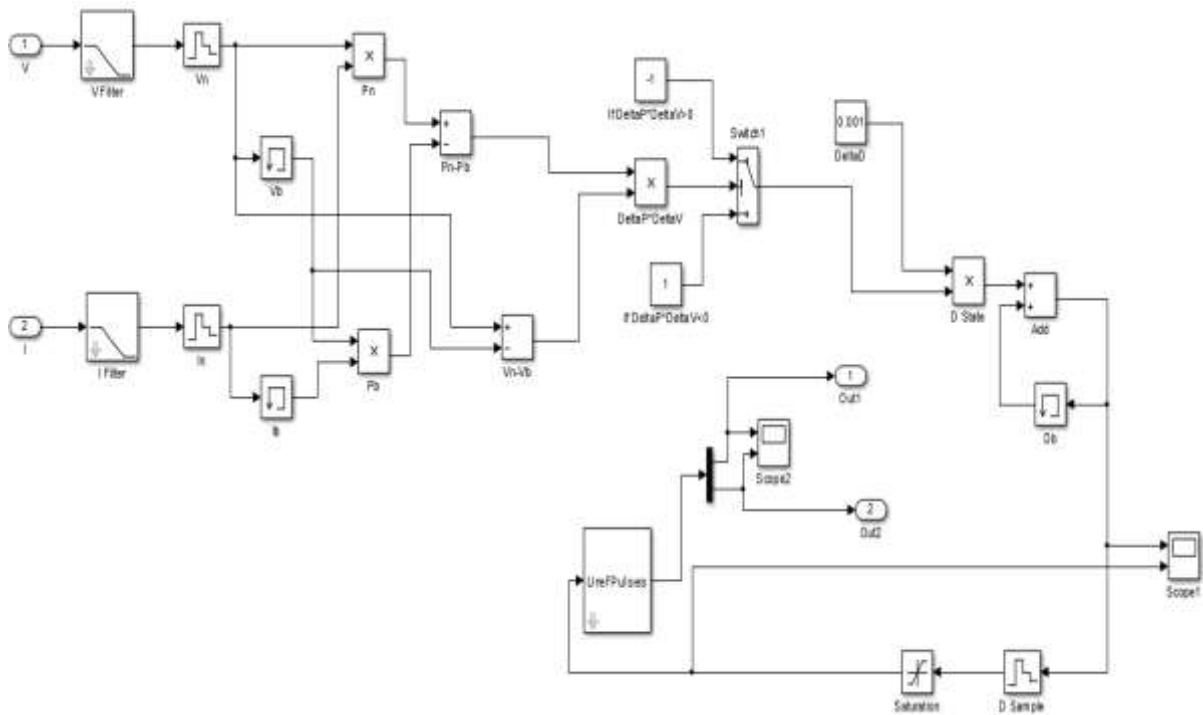 1
V
V Filter
Vn
X
Pn
Vb
+
−
Pn-Pb
-1
If DeltaP*DeltaV>0
Switch1
0.001
DeltaD
X
DeltaP*DeltaV
1
If DeltaP*DeltaV<0
2
I
I Filter
In
Ib
X
Pb
+
−
Vn-Vb
X
D State
+
+
Add
Db
1
Out1
Scope2
2
Out2
UrefPulses
Scope1
Saturation
D Sample